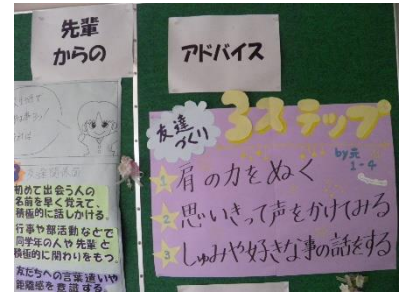 先輩
からの
アドバイス
友達
づくり
3ステップ
by元
1-4
1 肩の力をぬく
2 思いきって声をかけてみる
3 しゅみや好きな事の話をする
初めて出会う人の
名前を早く覚えて、
積極的に話しかける。
行事や部活動などで
同学年の人や先輩と
積極的に関わりをもつ。
友だちへの言葉遣いや
距離感を意識する。